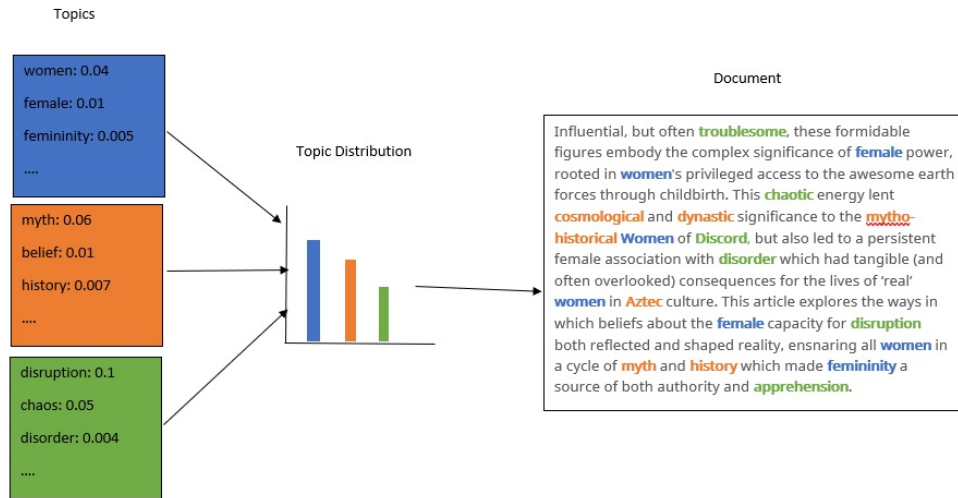 Topics
women: 0.04
female: 0.01
femininity: 0.005
....
myth: 0.06
belief: 0.01
history: 0.007
....
disruption: 0.1
chaos: 0.05
disorder: 0.004
....
Topic Distribution
Document
Influential, but often troublesome, these formidable
figures embody the complex significance of female power,
rooted in women's privileged access to the awesome earth
forces through childbirth. This chaotic energy lent
cosmological and dynastic significance to the mytho-
historical Women of Discord, but also led to a persistent
female association with disorder which had tangible (and
often overlooked) consequences for the lives of ‘real’
women in Aztec culture. This article explores the ways in
which beliefs about the female capacity for disruption
both reflected and shaped reality, ensnaring all women in
a cycle of myth and history which made femininity a
source of both authority and apprehension.